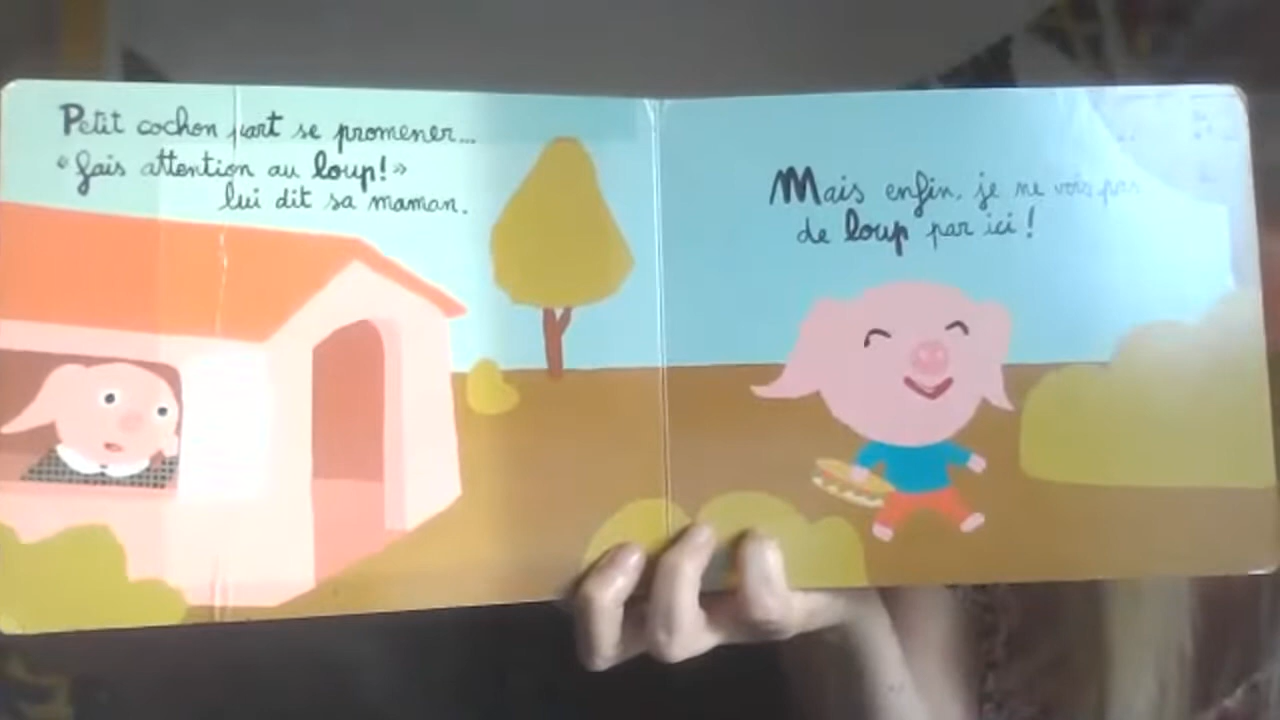 Petit cochon part se promener...
« fais attention au loup! »
lui dit sa maman.
Mais enfin, je ne vois pas
de loup par ici !